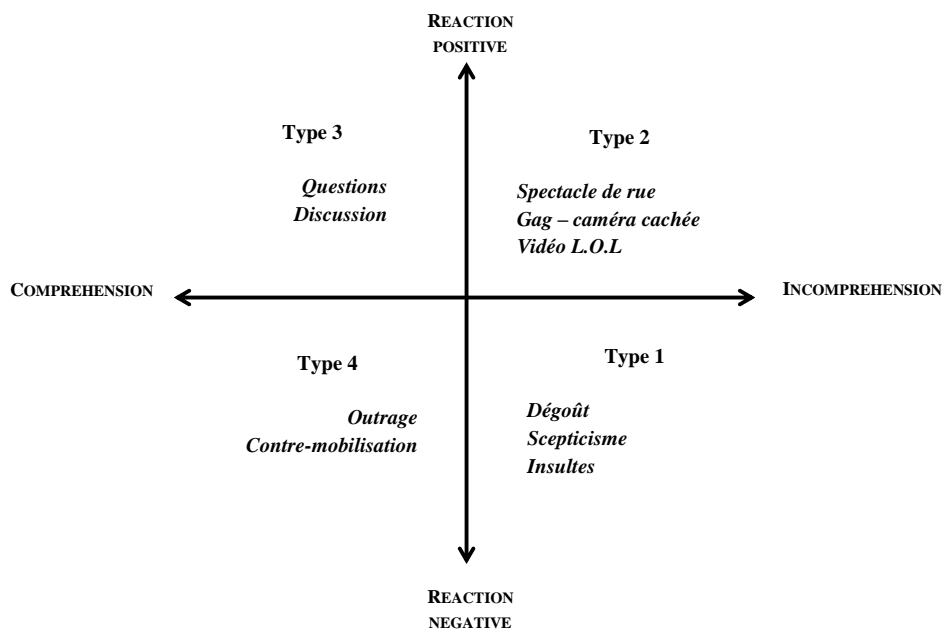 REACTION
POSITIVE
Type 3
Type 2
Questions
Discussion
Spectacle de rue
Gag – caméra cachée
Vidéo L.O.L
COMPREHENSION
INCOMPREHENSION
Type 4
Type 1
Outrage
Contre-mobilisation
Dégoût
Scepticisme
Insultes
REACTION
NEGATIVE